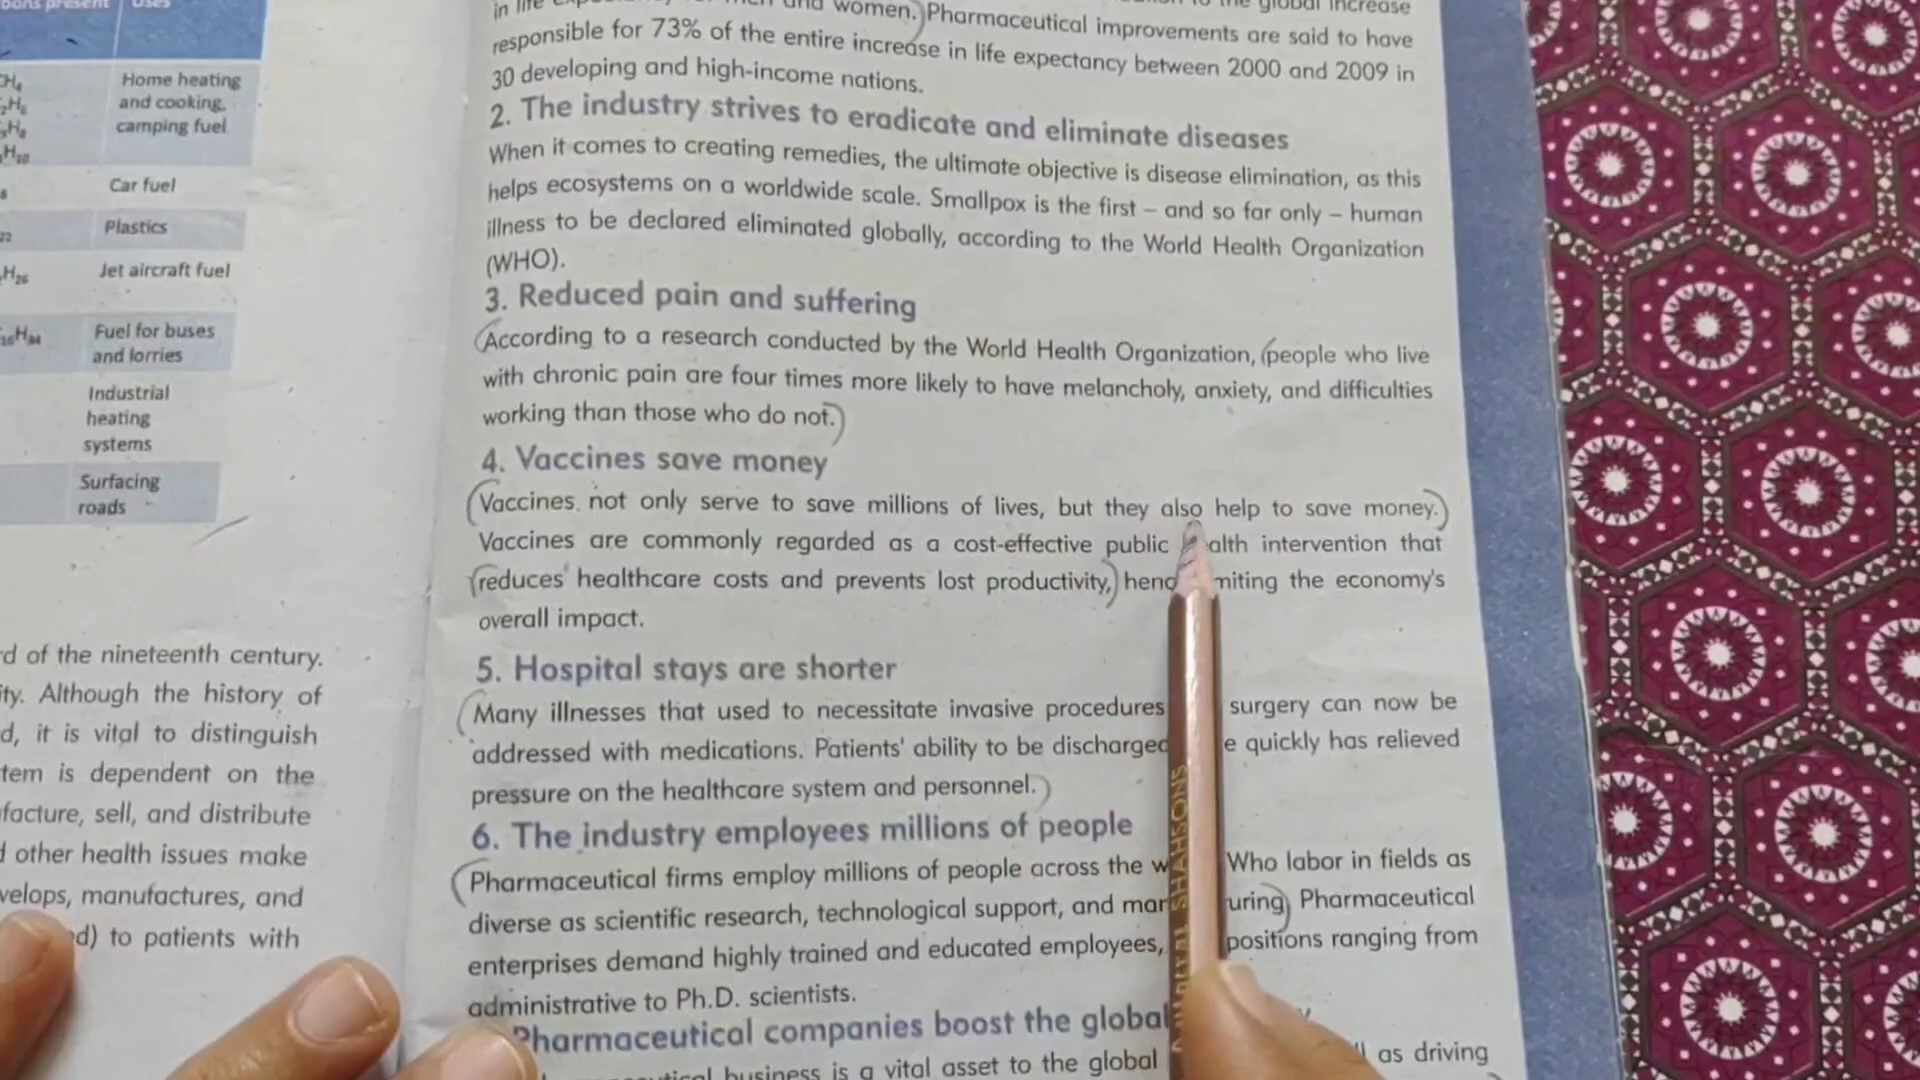 Uses
Home heating
and cooking,
camping fuel
Car fuel
Plastics
Jet aircraft fuel
Fuel for buses
and lorries
Industrial
heating
systems
Surfacing
roads
of the nineteenth century.
Although the history of
it is vital to distinguish
is dependent on the
sell, and distribute
other health issues make
manufactures, and
to patients with
in life women. Pharmaceutical improvements are said to have
responsible for 73% of the entire increase in life expectancy between 2000 and 2009 in
30 developing and high-income nations.
2. The industry strives to eradicate and eliminate diseases
When it comes to creating remedies, the ultimate objective is disease elimination, as this
helps ecosystems on a worldwide scale. Smallpox is the first – and so far only – human
illness to be declared eliminated globally, according to the World Health Organization
(WHO).
3. Reduced pain and suffering
According to a research conducted by the World Health Organization, people who live
with chronic pain are four times more likely to have melancholy, anxiety, and difficulties
working than those who do not.
4. Vaccines save money
Vaccines not only serve to save millions of lives, but they also help to save money.
Vaccines are commonly regarded as a cost-effective public intervention that
reduces healthcare costs and prevents lost productivity, the economy's
overall impact.
5. Hospital stays are shorter
Many illnesses that used to necessitate invasive procedures surgery can now be
addressed with medications. Patients' ability to be discharged quickly has relieved
pressure on the healthcare system and personnel.
6. The industry employees millions of people
Pharmaceutical firms employ millions of people across the Who labor in fields as
diverse as scientific research, technological support, and Pharmaceutical
enterprises demand highly trained and educated employees, positions ranging from
administrative to Ph.D. scientists.
Pharmaceutical companies boost the global
business is a vital asset to the global as driving
SHAHSONS